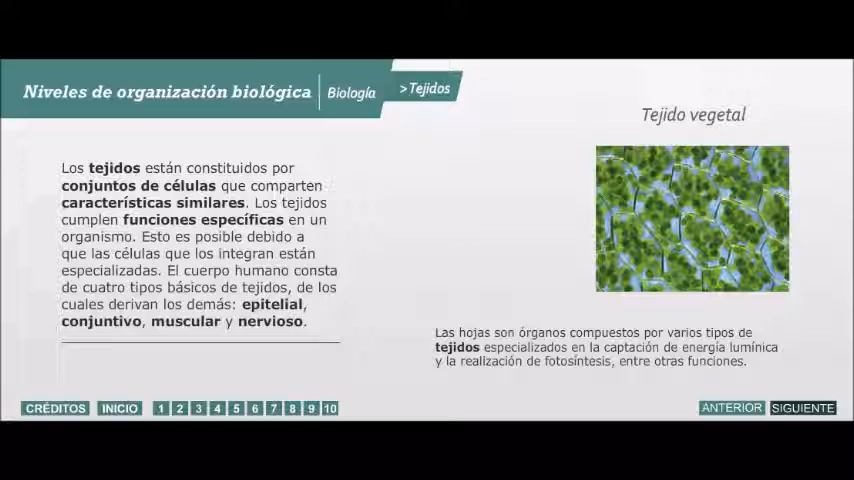 Niveles de organización biológica Biología >Tejidos
Tejido vegetal
Los tejidos están constituidos por
conjuntos de células que comparten
características similares. Los tejidos
cumplen funciones específicas en un
organismo. Esto es posible debido a
que las células que los integran están
especializadas. El cuerpo humano consta
de cuatro tipos básicos de tejidos, de los
cuales derivan los demás: epitelial,
conjuntivo, muscular y nervioso.
Las hojas son órganos compuestos por varios tipos de
tejidos especializados en la captación de energía lumínica
y la realización de fotosíntesis, entre otras funciones.
CRÉDITOS INICIO 1 2 3 4 5 6 7 8 9 10 ANTERIOR SIGUIENTE